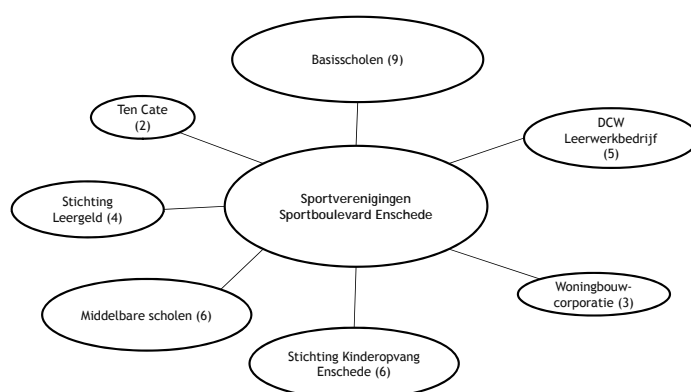 Basisscholen (9)
Ten Cate
(2)
DCW
Leerwerkbedrijf
(5)
Stichting
Leergeld (4)
Sportverenigingen
Sportboulevard Enschede
Middelbare scholen (6)
Woningbouw-
corporatie (3)
Stichting Kinderopvang
Enschede (6)